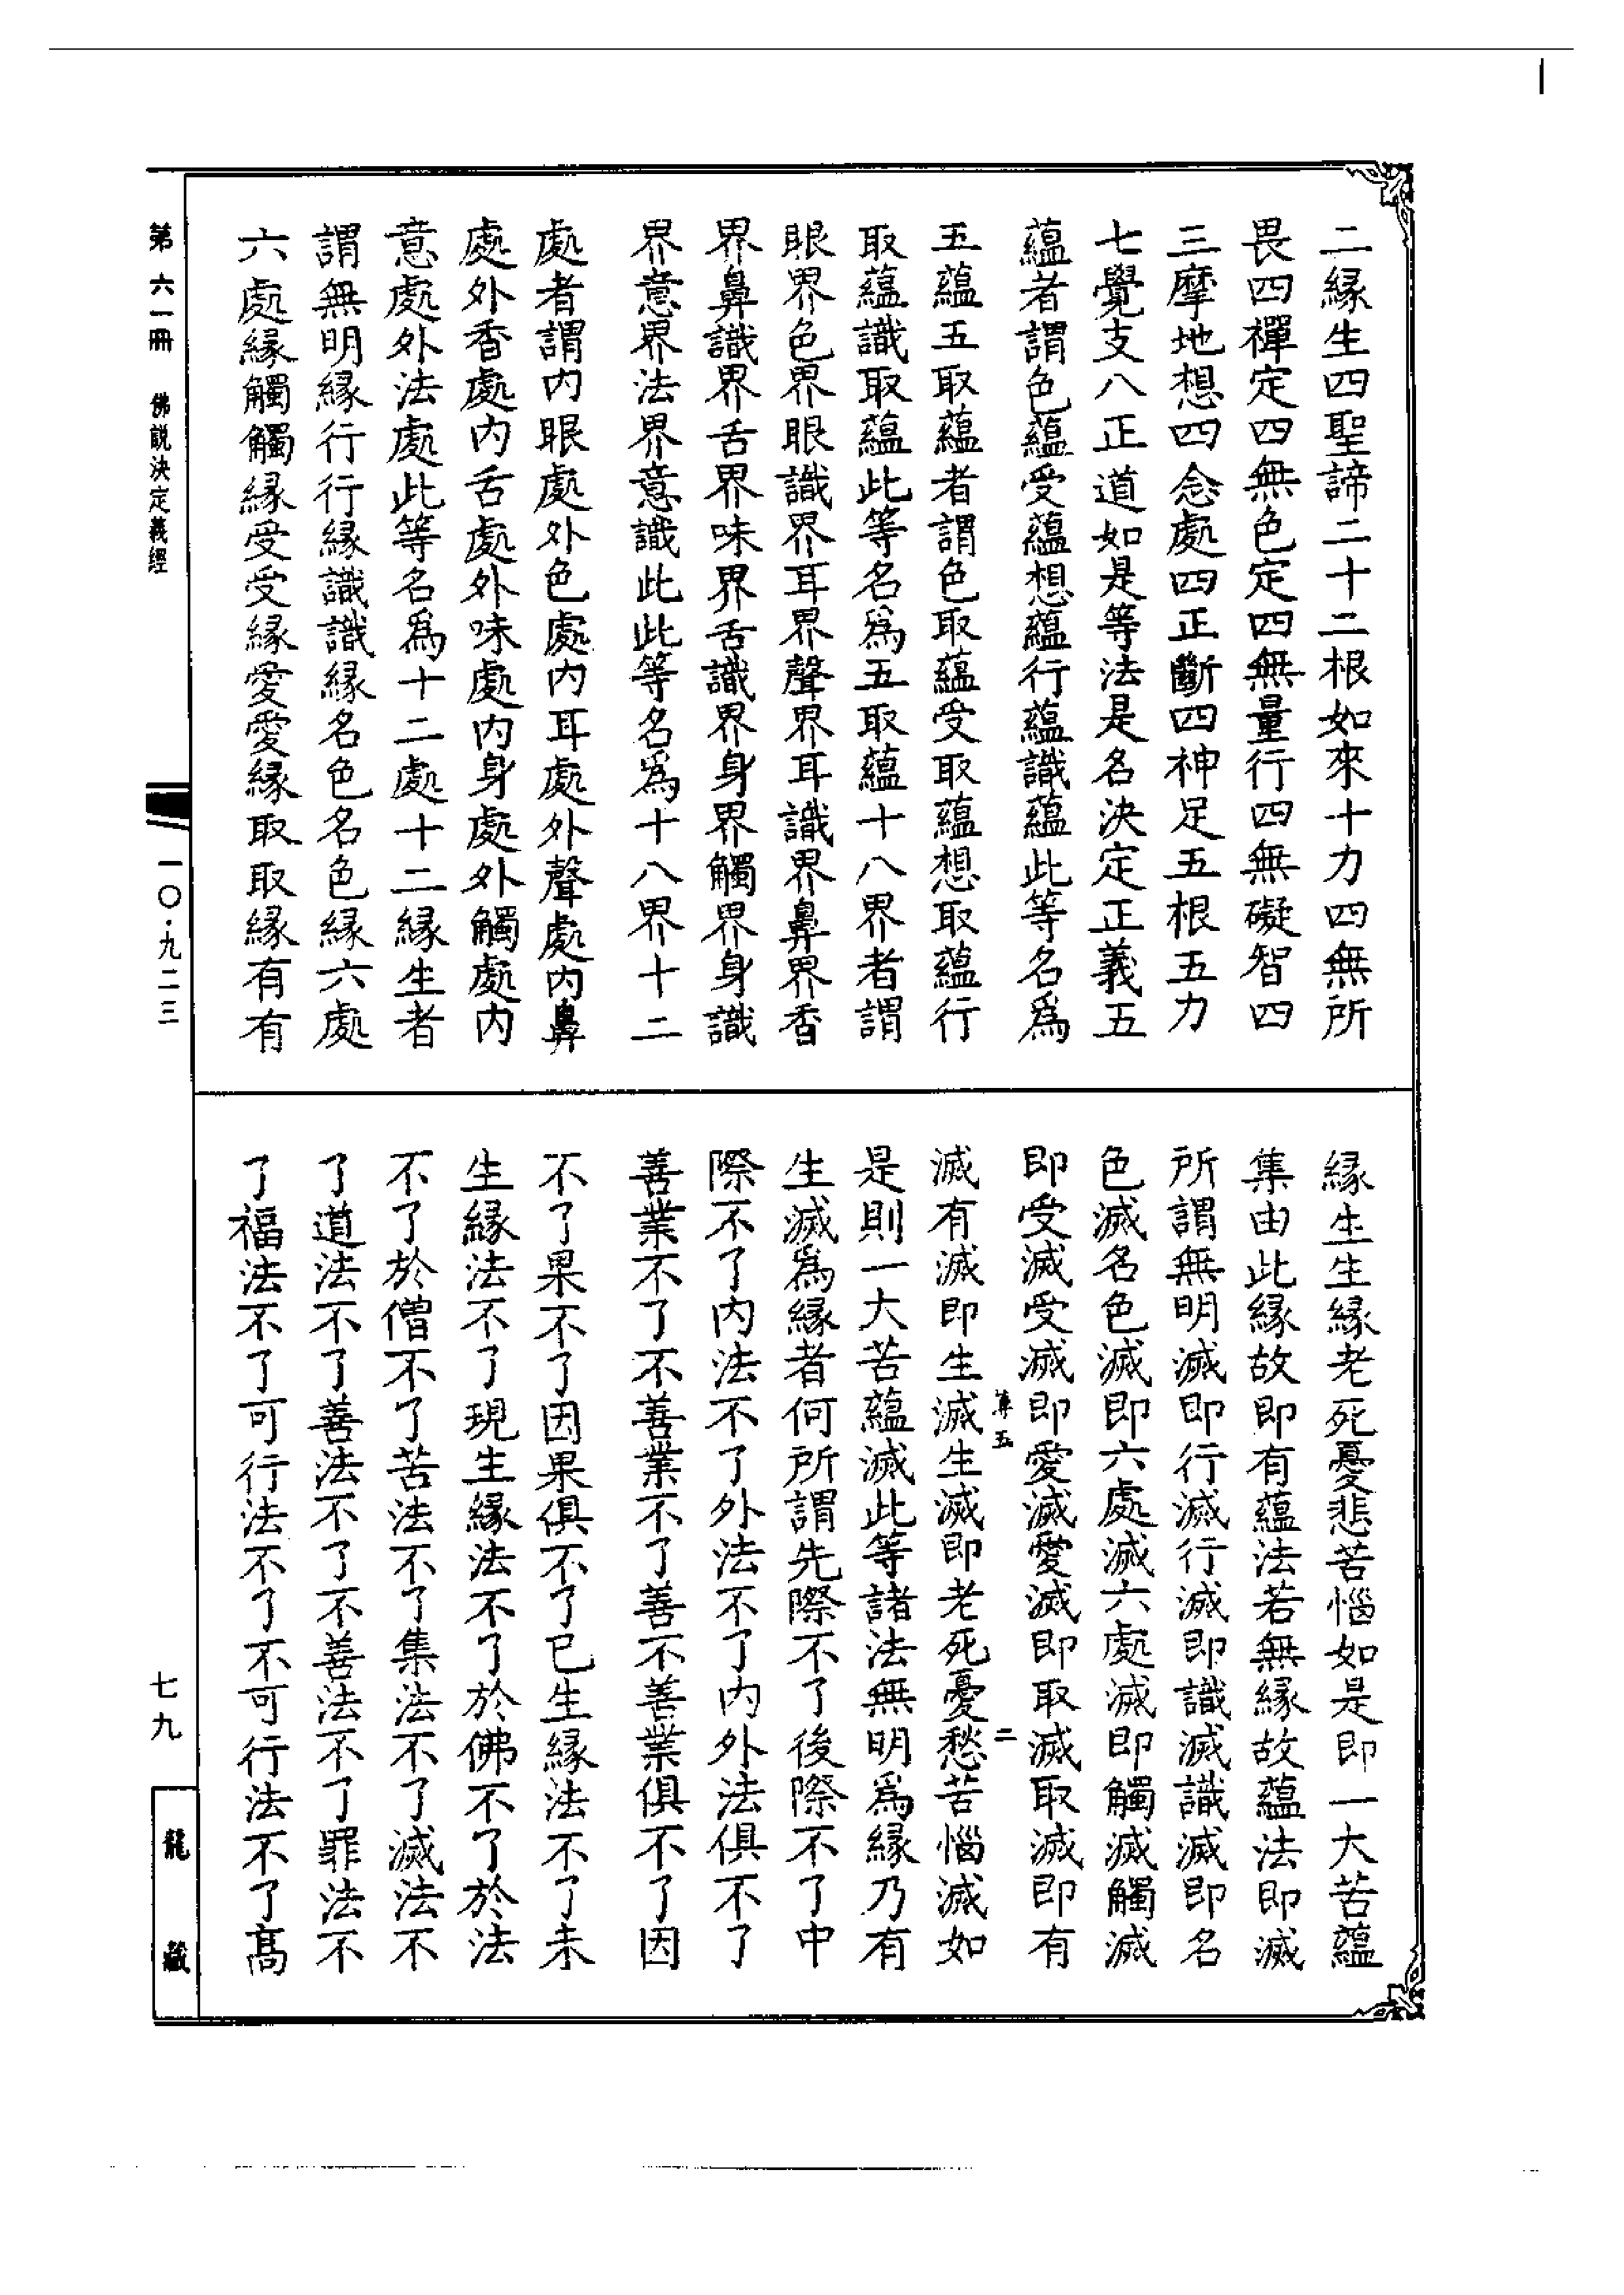 二緣生四聖諦二十二根如來十力四無所
畏四禪定四無色定四無量行四無礙智四
三摩地想四念處四正斷四神足五根五力
七覺支八正道如是等法是名決定正義五
蘊者謂色蘊受蘊想蘊行蘊識蘊此等名為
五蘊五取蘊者謂色取蘊受取蘊想取蘊行
取蘊識取蘊此等名為五取蘊十八界者謂
眼界色界眼識界耳界聲界耳識界鼻界香
界鼻識界舌界味界舌識界身界觸界身識
界意界法界意識此此等名為十八界十二
處者謂內眼處外色處內耳處外聲處內鼻
處外香處內舌處外味處內身處外觸處內
意處外法處此等名為十二處十二緣生者
謂無明緣行行緣識識緣名色名色緣六處
六處緣觸觸緣受受緣愛愛緣取取緣有有
緣生生緣老死憂悲苦惱如是即一大苦蘊
集由此緣故即有蘊法若無緣故蘊法即滅
所謂無明滅即行滅行滅即識滅識滅即名
色滅名色滅即六處滅六處滅即觸滅觸滅
即受滅受滅即愛滅愛滅即取滅取滅即有
尊五 二
滅有滅即生滅生滅即老死憂愁苦惱滅如
是則一大苦蘊滅此等諸法無明為緣乃有
生滅為緣者何所謂先際不了後際不了中
際不了內法不了外法不了內外法俱不了
善業不了不善業不了善不善業俱不了因
不了果不了因果俱不了已生緣法不了未
生緣法不了現生緣法不了於佛不了於法
不了於僧不了苦法不了集法不了滅法不
了道法不了善法不了不善法不了罪法不
了福法不了可行法不了不可行法不了高
第六一冊 佛說決定義經
一〇·九二三
七九
龍藏